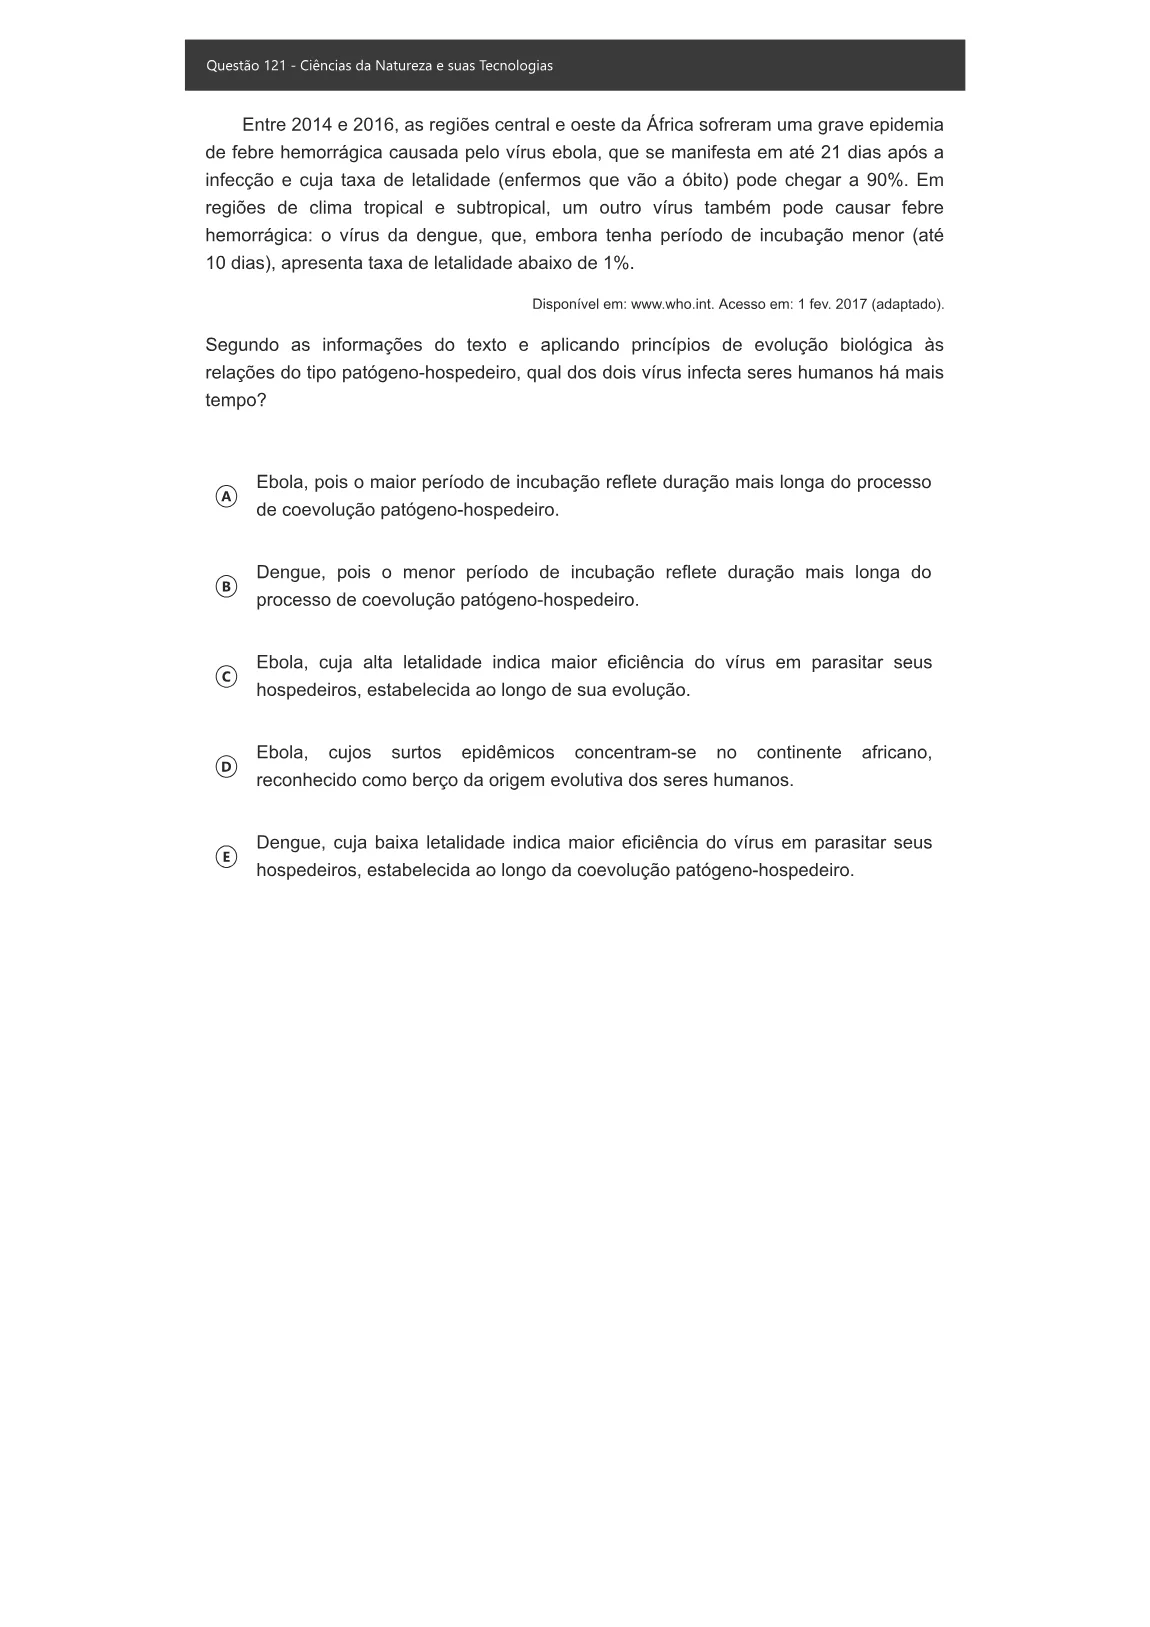 Questão 121 - Ciências da Natureza e suas Tecnologias
Entre 2014 e 2016, as regiões central e oeste da África sofreram uma grave epidemia
de febre hemorrágica causada pelo vírus ebola, que se manifesta em até 21 dias após a
infecção e cuja taxa de letalidade (enfermos que vão a óbito) pode chegar a 90%. Em
regiões de clima tropical e subtropical, um outro vírus também pode causar febre
hemorrágica: o vírus da dengue, que, embora tenha período de incubação menor (até
10 dias), apresenta taxa de letalidade abaixo de 1%.
Disponível em: www.who.int. Acesso em: 1 fev. 2017 (adaptado).
Segundo as informações do texto e aplicando princípios de evolução biológica às
relações do tipo patógeno-hospedeiro, qual dos dois vírus infecta seres humanos há mais
tempo?
A Ebola, pois o maior período de incubação reflete duração mais longa do processo
de coevolução patógeno-hospedeiro.
B Dengue, pois o menor período de incubação reflete duração mais longa do
processo de coevolução patógeno-hospedeiro.
C Ebola, cuja alta letalidade indica maior eficiência do vírus em parasitar seus
hospedeiros, estabelecida ao longo de sua evolução.
D Ebola, cujos surtos epidêmicos concentram-se no continente africano,
reconhecido como berço da origem evolutiva dos seres humanos.
E Dengue, cuja baixa letalidade indica maior eficiência do vírus em parasitar seus
hospedeiros, estabelecida ao longo da coevolução patógeno-hospedeiro.